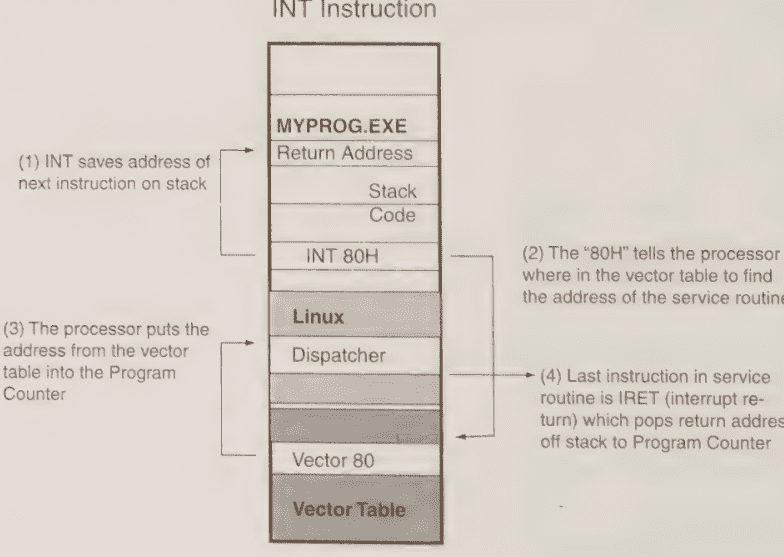 INT Instruction
MYPROG.EXE
(1) INT saves address of
next instruction on stack
Return Address
Stack
Code
INT 80H
(2) The “80H” tells the processor
where in the vector table to find
the address of the service routine
Linux
(3) The processor puts the
address from the vector
table into the Program
Counter
Dispatcher
(4) Last instruction in service
routine is IRET (interrupt re-
turn) which pops return addres
off stack to Program Counter
Vector 80
Vector Table